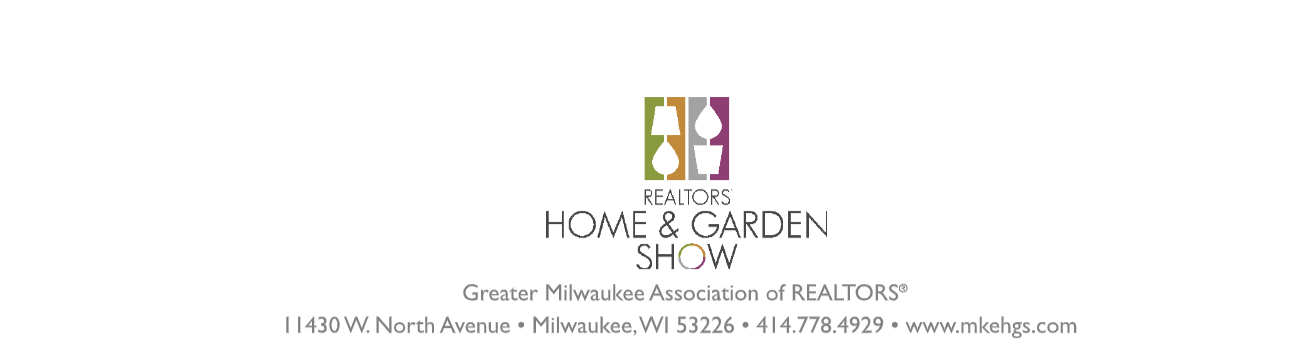 REALTORS
HOME & GARDEN
SHOW
Greater Milwaukee Association of REALTORS®
11430 W. North Avenue • Milwaukee, WI 53226 • 414.778.4929 • www.mkehgs.com